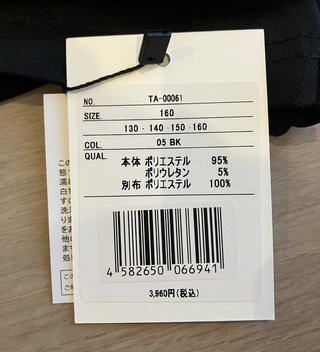 NO. TA-00061
SIZE. 160
130・140・150・160
COL. 05 BK
QUAL.
本体 ポリエステル 95%
ポリウレタン 5%
別布 ポリエステル 100%
4 582650 066941
3,960円(税込)